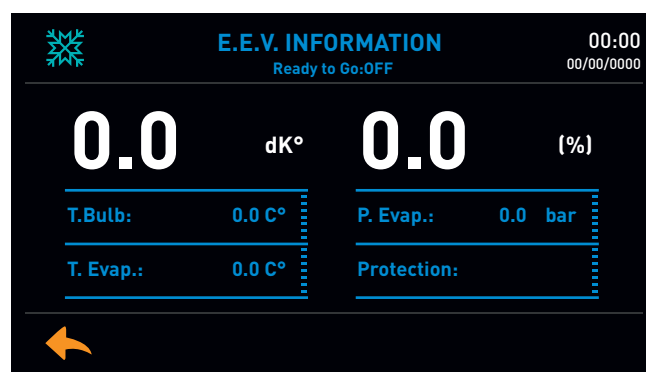 E.E.V. INFORMATION
Ready to Go:OFF
00:00
00/00/0000
0.0 dK° 0.0 (%)
T.Bulb: 0.0 C° P. Evap.: 0.0 bar
T. Evap.: 0.0 C° Protection: